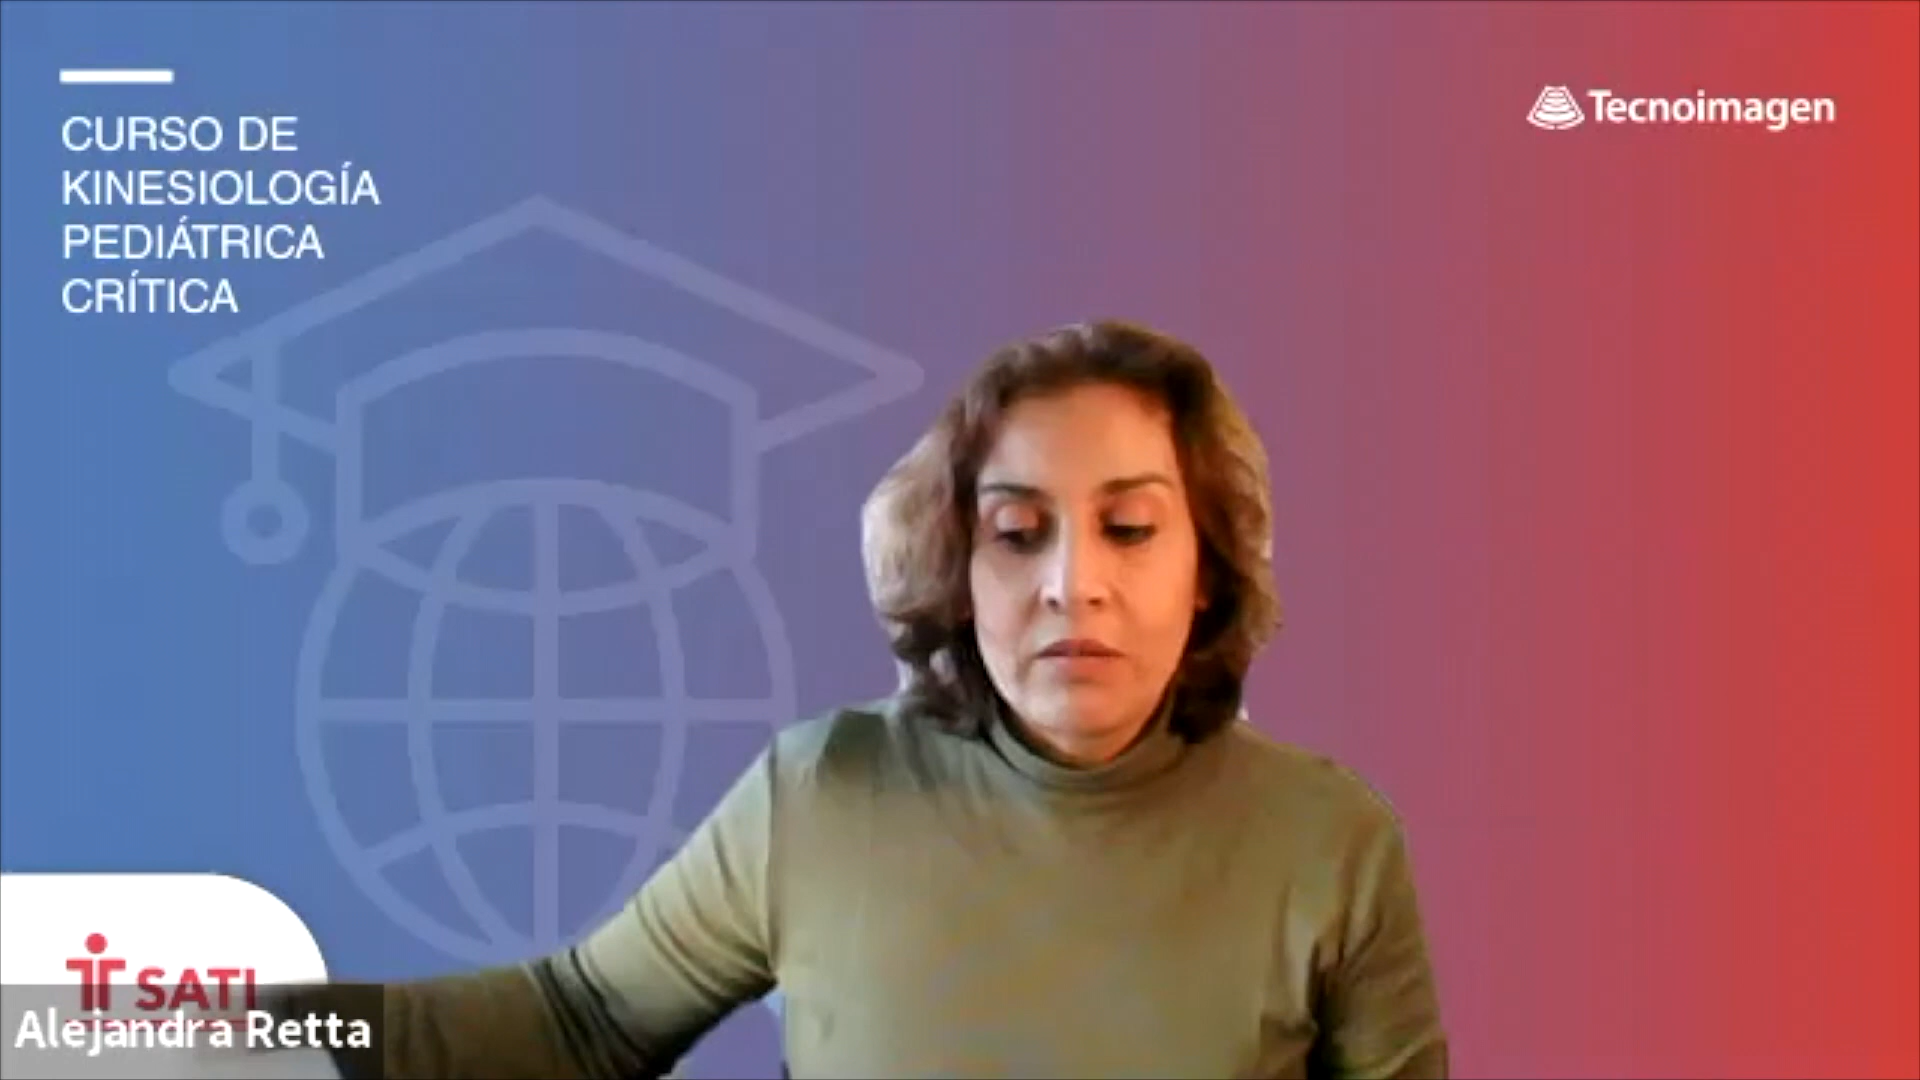 CURSO DE
KINESIOLOGÍA
PEDIÁTRICA
CRÍTICA
Tecnoimagen
SATI
Alejandra Retta